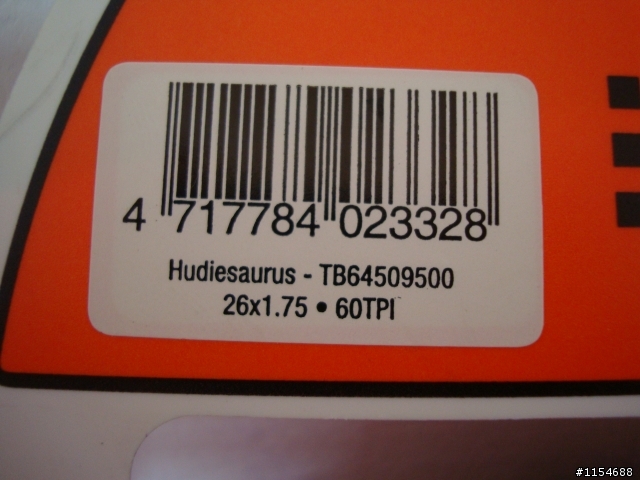 4 717784 023328
Hudiesaurus - TB64509500
26x1.75 • 60TPI
#1154688